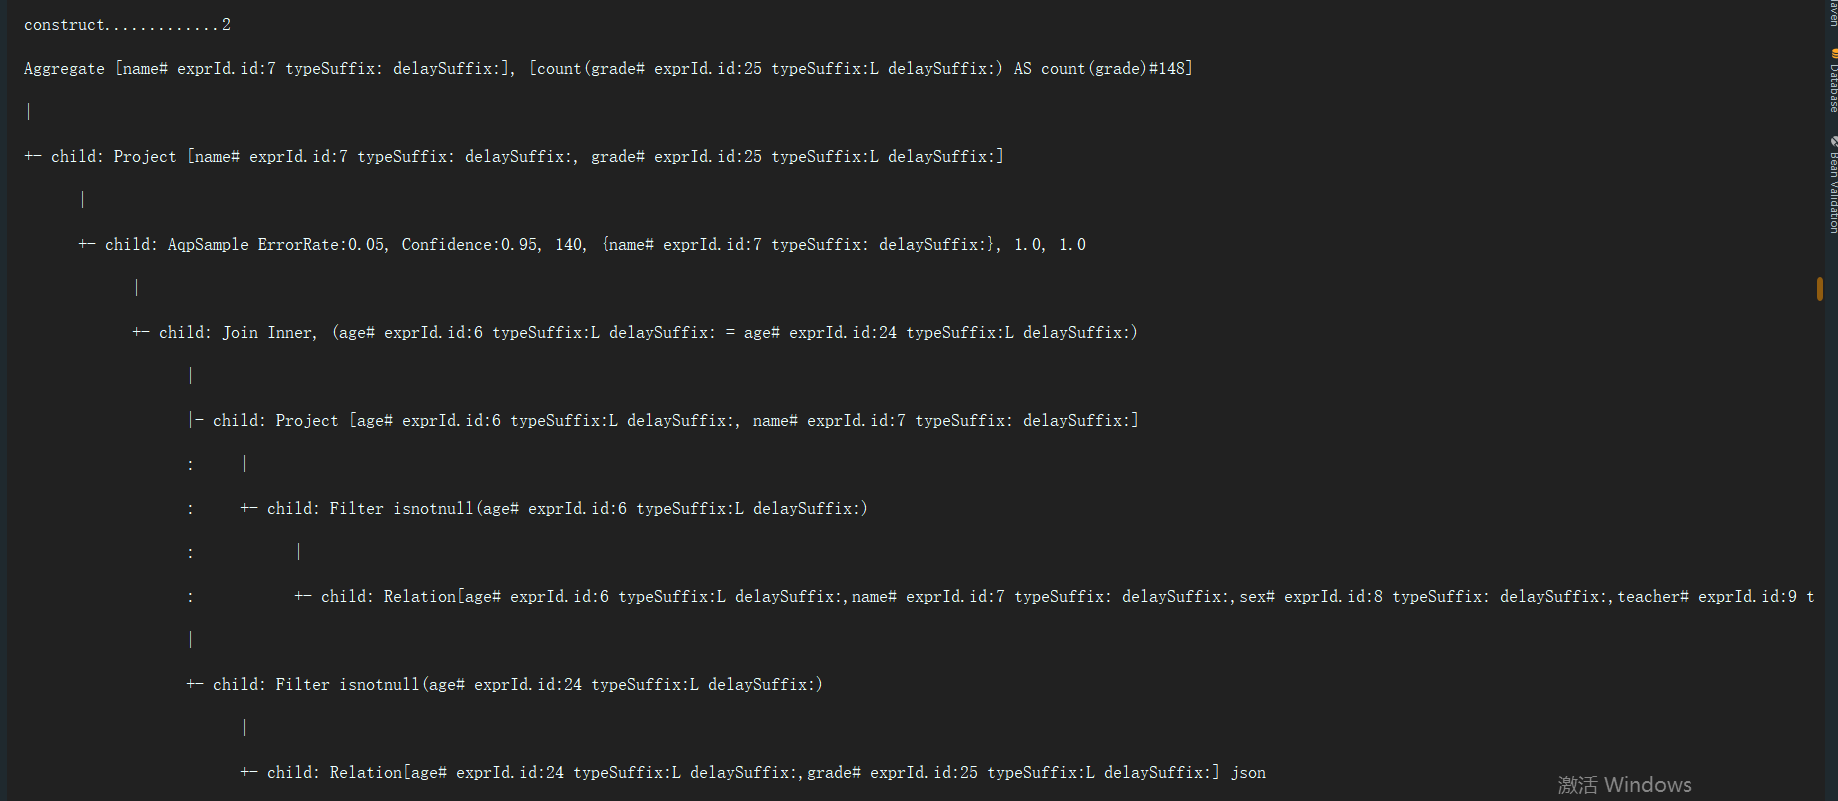 construct.............2
Aggregate [name# exprId.id:7 typeSuffix: delaySuffix:], [count(grade# exprId.id:25 typeSuffix:L delaySuffix:) AS count(grade)#148]
|
+- child: Project [name# exprId.id:7 typeSuffix: delaySuffix:, grade# exprId.id:25 typeSuffix:L delaySuffix:]
|
+- child: AqpSample ErrorRate:0.05, Confidence:0.95, 140, {name# exprId.id:7 typeSuffix: delaySuffix:}, 1.0, 1.0
|
+- child: Join Inner, (age# exprId.id:6 typeSuffix:L delaySuffix: = age# exprId.id:24 typeSuffix:L delaySuffix:)
|
|- child: Project [age# exprId.id:6 typeSuffix:L delaySuffix:, name# exprId.id:7 typeSuffix: delaySuffix:]
: |
: +- child: Filter isnotnull(age# exprId.id:6 typeSuffix:L delaySuffix:)
: |
: +- child: Relation[age# exprId.id:6 typeSuffix:L delaySuffix:,name# exprId.id:7 typeSuffix: delaySuffix:,sex# exprId.id:8 typeSuffix: delaySuffix:,teacher# exprId.id:9 t
|
+- child: Filter isnotnull(age# exprId.id:24 typeSuffix:L delaySuffix:)
|
+- child: Relation[age# exprId.id:24 typeSuffix:L delaySuffix:,grade# exprId.id:25 typeSuffix:L delaySuffix:] json
激活 Windows
Database
Bean Validation